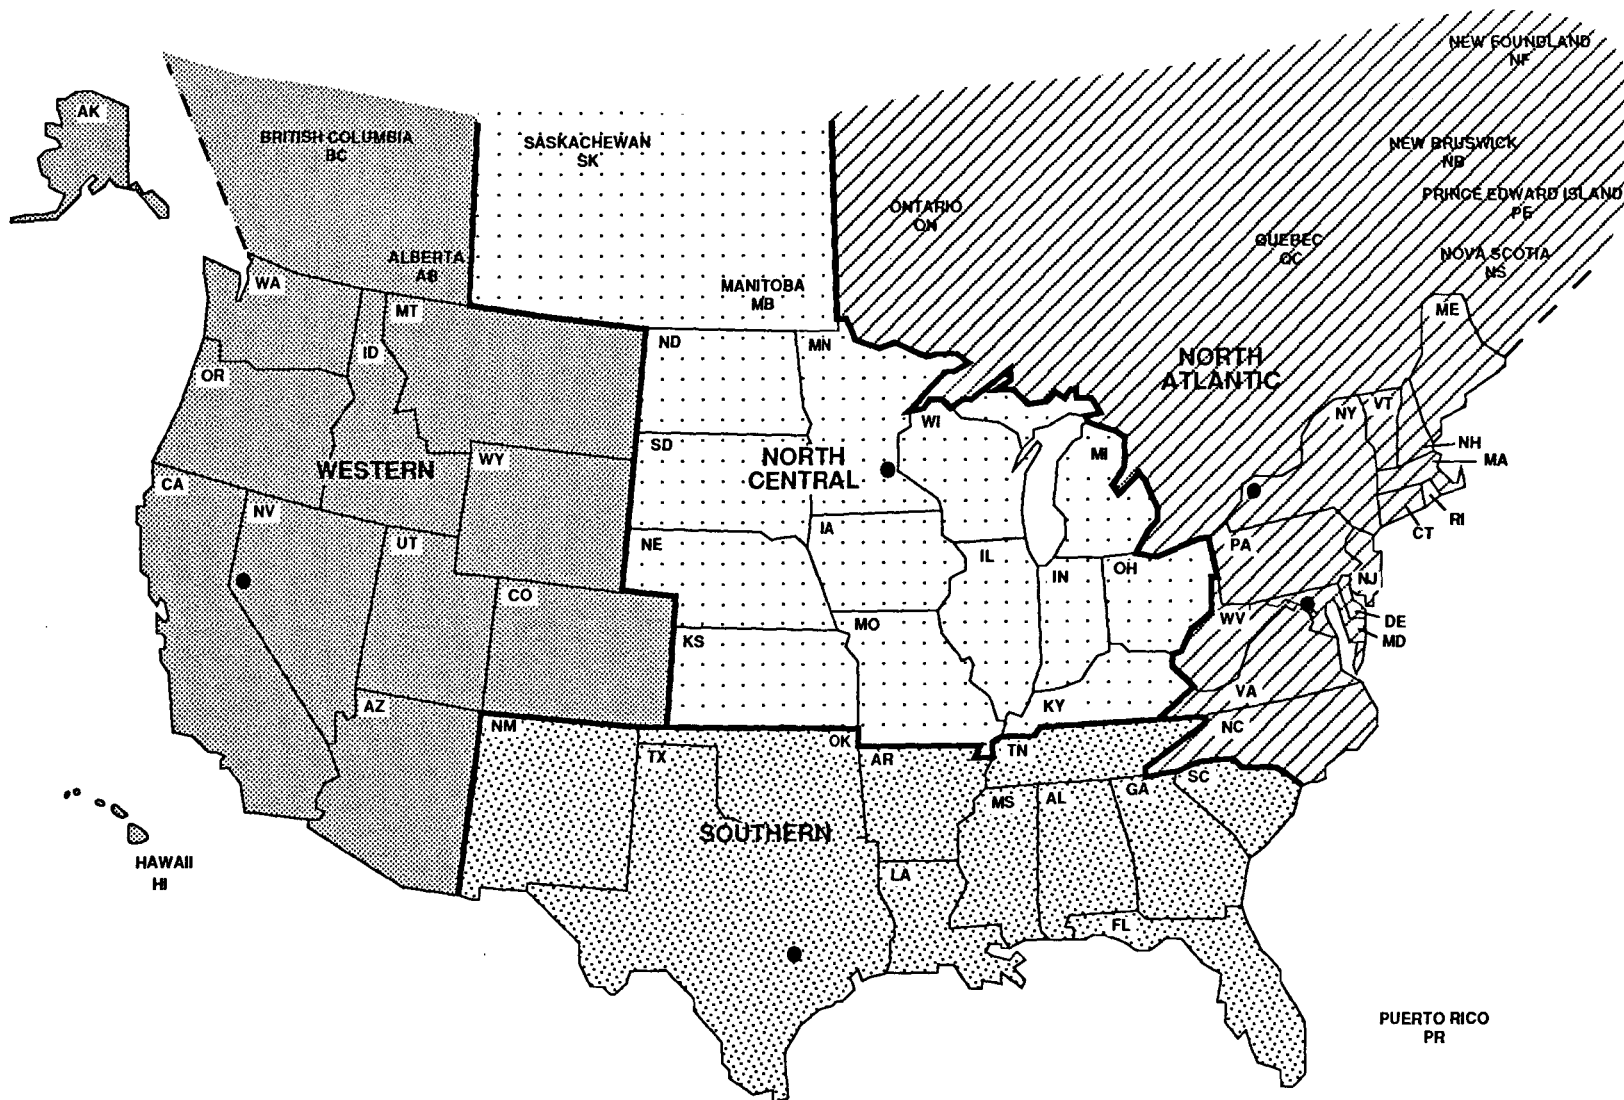 NEW FOUNDLAND
NF
AK
BRITISH COLUMBIA
BC
SASKACHEWAN
SK
NEW BRUSWICK
NB
PRINCE EDWARD ISLAND
PE
ONTARIO
ON
QUEBEC
QC
NOVA SCOTIA
NS
ALBERTA
AB
MANITOBA
MB
WA
MT
ME
ND
MN
ID
OR
NORTH
ATLANTIC
NY
VT
WI
NH
SD
MI
MA
WESTERN
WY
NORTH
CENTRAL
CA
NV
IA
RI
CT
UT
NE
PA
IL
IN
OH
NJ
CO
WV
DE
MO
MD
KS
VA
AZ
KY
NM
NC
OK
TX
AR
TN
SC
GA
MS
AL
SOUTHERN
HAWAII
HI
LA
FL
PUERTO RICO
PR